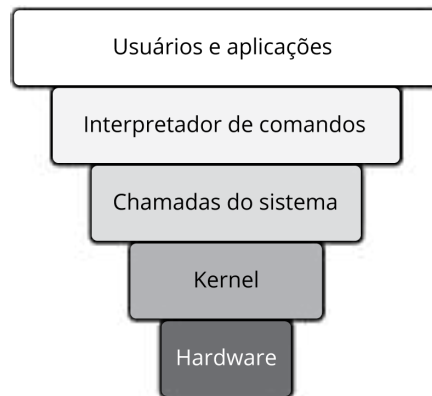 Usuários e aplicações
Interpretador de comandos
Chamadas do sistema
Kernel
Hardware